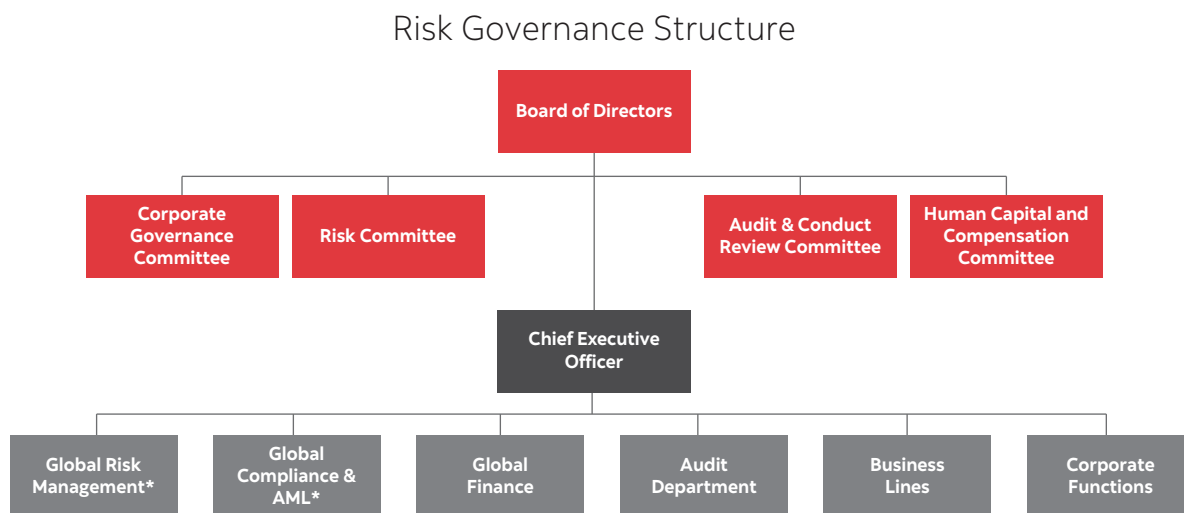 Risk Governance Structure
Board of Directors
Corporate
Governance
Committee
Risk Committee
Audit & Conduct
Review Committee
Human Capital and
Compensation
Committee
Chief Executive
Officer
Global Risk
Management*
Global
Compliance &
AML*
Global
Finance
Audit
Department
Business
Lines
Corporate
Functions